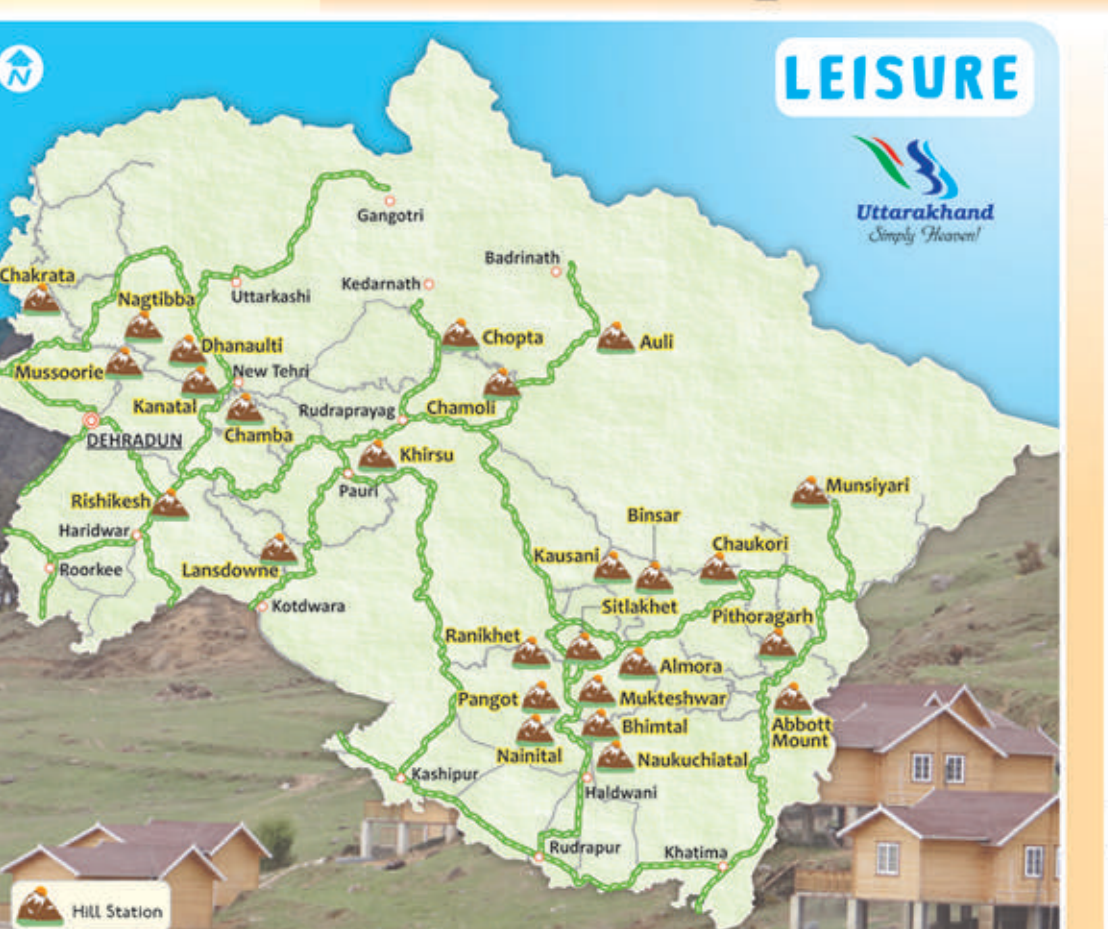 N
LEISURE
Uttarakhand
Simply Heaven!
Gangotri
Badrinath
Kedarnath
Chakrata
Nagtibba
Uttarkashi
Chopta
Auli
Dhanaulti
Mussoorie
New Tehri
Kanatal
Rudraprayag
Chamoli
Chamba
DEHRADUN
Khirsu
Pauri
Munsiyari
Rishikesh
Binsar
Haridwar
Chaukori
Kausani
Roorkee
Lansdowne
Kotdwara
Sitlakhet
Pithoragarh
Ranikhet
Almora
Pangot
Mukteshwar
Bhimtal
Abbott
Mount
Nainital
Naukuchiatal
Kashipur
Haldwani
Rudrapur
Khatima
Hill Station